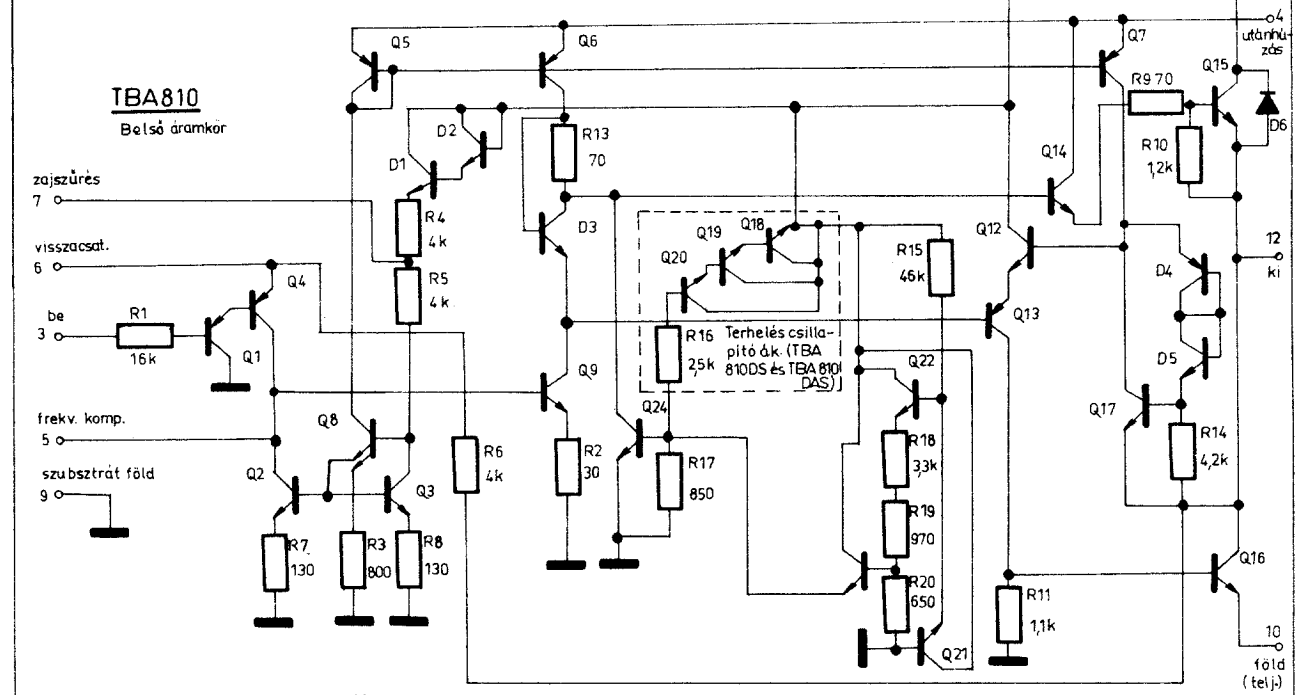 TBA810
Belső áramkör
zajszűrés
7
visszacsat.
6
be
3
R1
16k
Q1
Q4
frekv. komp.
5
szubsztrát föld
9
Q2
R7
130
Q5
D1
D2
R4
4k
R5
4k
Q8
Q3
R3
800
R8
130
R6
4k
Q6
R13
70
D3
Q9
R2
30
Q24
R17
850
Q20
Q19
Q18
R16
2,5k
Terhelés csilla-
pító ák. (TBA
810DS és TBA 810
DAS)
R15
46k
Q22
R18
3,3k
R19
970
R20
650
Q21
Q12
Q13
Q14
R11
1,1k
Q7
R9 70
R10
1,2k
Q15
D6
4
utánhú-
zás
D4
D5
12
ki
Q17
R14
4,2k
Q16
10
föld
(telj.)